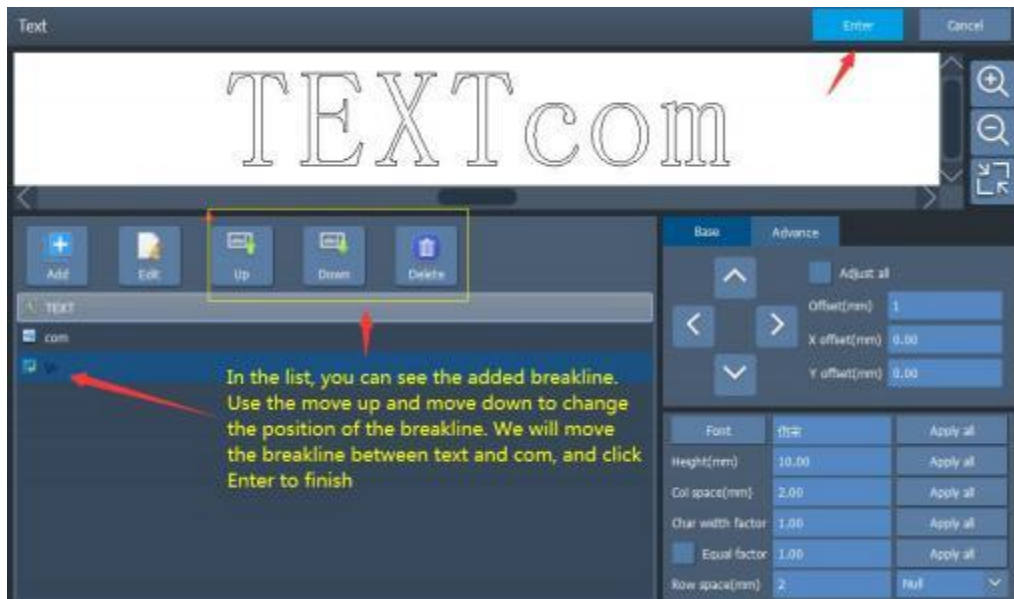 Text
Enter
Cancel
TEXTcom
Add
Edit
Up
Down
Delete
TEXT
com
In the list, you can see the added breakline.
Use the move up and move down to change
the position of the breakline. We will move
the breakline between text and com, and click
Enter to finish
Base
Advance
Adjust all
Offset(mm) 1
X offset(mm) 0.00
Y offset(mm) 0.00
Font 仿宋 Apply all
Height(mm) 10.00 Apply all
Col space(mm) 2.00 Apply all
Char width factor 1.00 Apply all
Equal factor 1.00 Apply all
Row space(mm) 2 Null